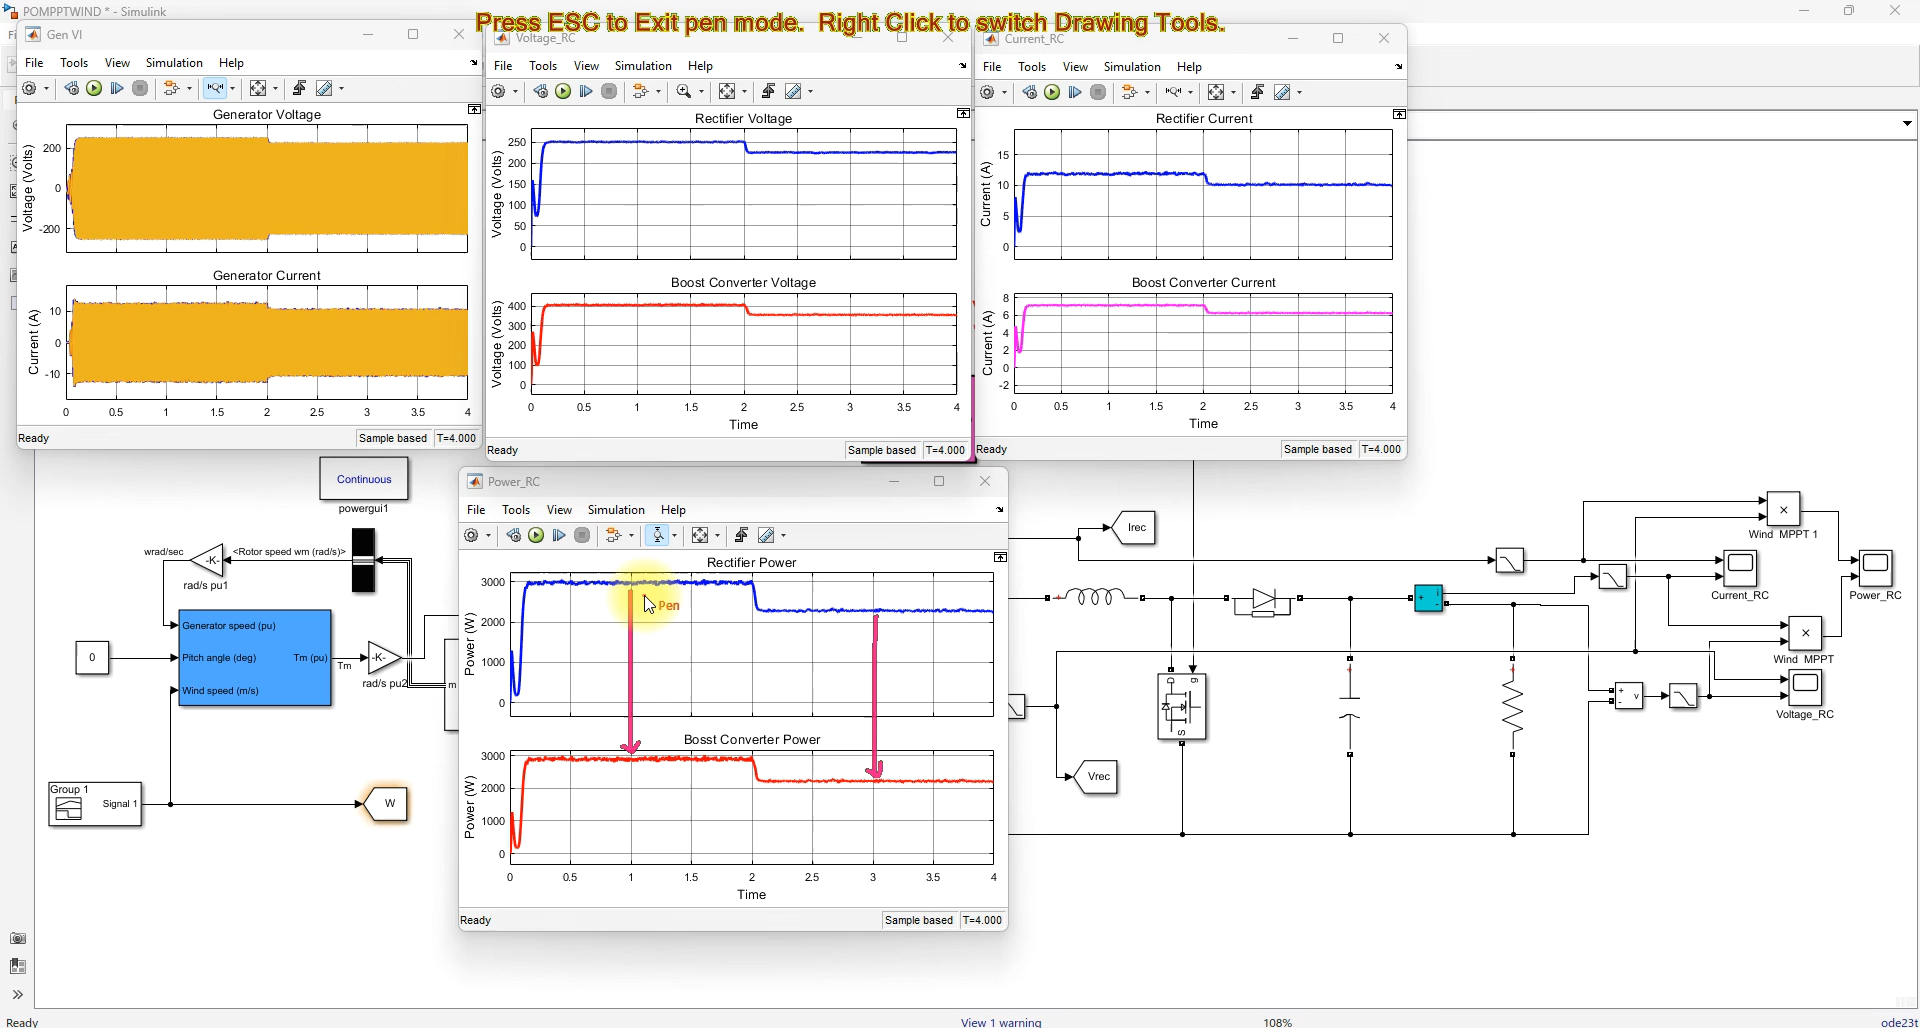 POMPPTWIND * - Simulink
Press ESC to Exit pen mode.  Right Click to switch Drawing Tools.
Gen VI
File Tools View Simulation Help
Generator Voltage
Voltage (Volts)
200
0
-200
Generator Current
Current (A)
10
0
-10
0 0.5 1 1.5 2 2.5 3 3.5 4
Ready Sample based T=4.000
Voltage_RC
File Tools View Simulation Help
Rectifier Voltage
Voltage (Volts)
250
200
150
100
50
0
Boost Converter Voltage
Voltage (Volts)
400
300
200
100
0
0 0.5 1 1.5 2 2.5 3 3.5 4
Time
Ready Sample based T=4.000
Current_RC
File Tools View Simulation Help
Rectifier Current
Current (A)
15
10
5
0
Boost Converter Current
Current (A)
8
6
4
2
0
-2
0 0.5 1 1.5 2 2.5 3 3.5 4
Time
Ready Sample based T=4.000
Power_RC
File Tools View Simulation Help
Rectifier Power
Power (W)
3000
2000
1000
0
Pen
Bosst Converter Power
Power (W)
3000
2000
1000
0
0 0.5 1 1.5 2 2.5 3 3.5 4
Time
Ready Sample based T=4.000
Continuous
powergui1
wrad/sec
-K-
<Rotor speed wm (rad/s)>
rad/s pu1
Generator speed (pu)
0
Pitch angle (deg)
Tm (pu)
Tm
-K-
rad/s pu2
m
Wind speed (m/s)
Group 1
Signal 1
W
Irec
Vrec
g
D
S
+
-
i
+
-
v
×
Wind MPPT 1
Current_RC
Power_RC
×
Wind MPPT
Voltage_RC
Ready View 1 warning 108% ode23t